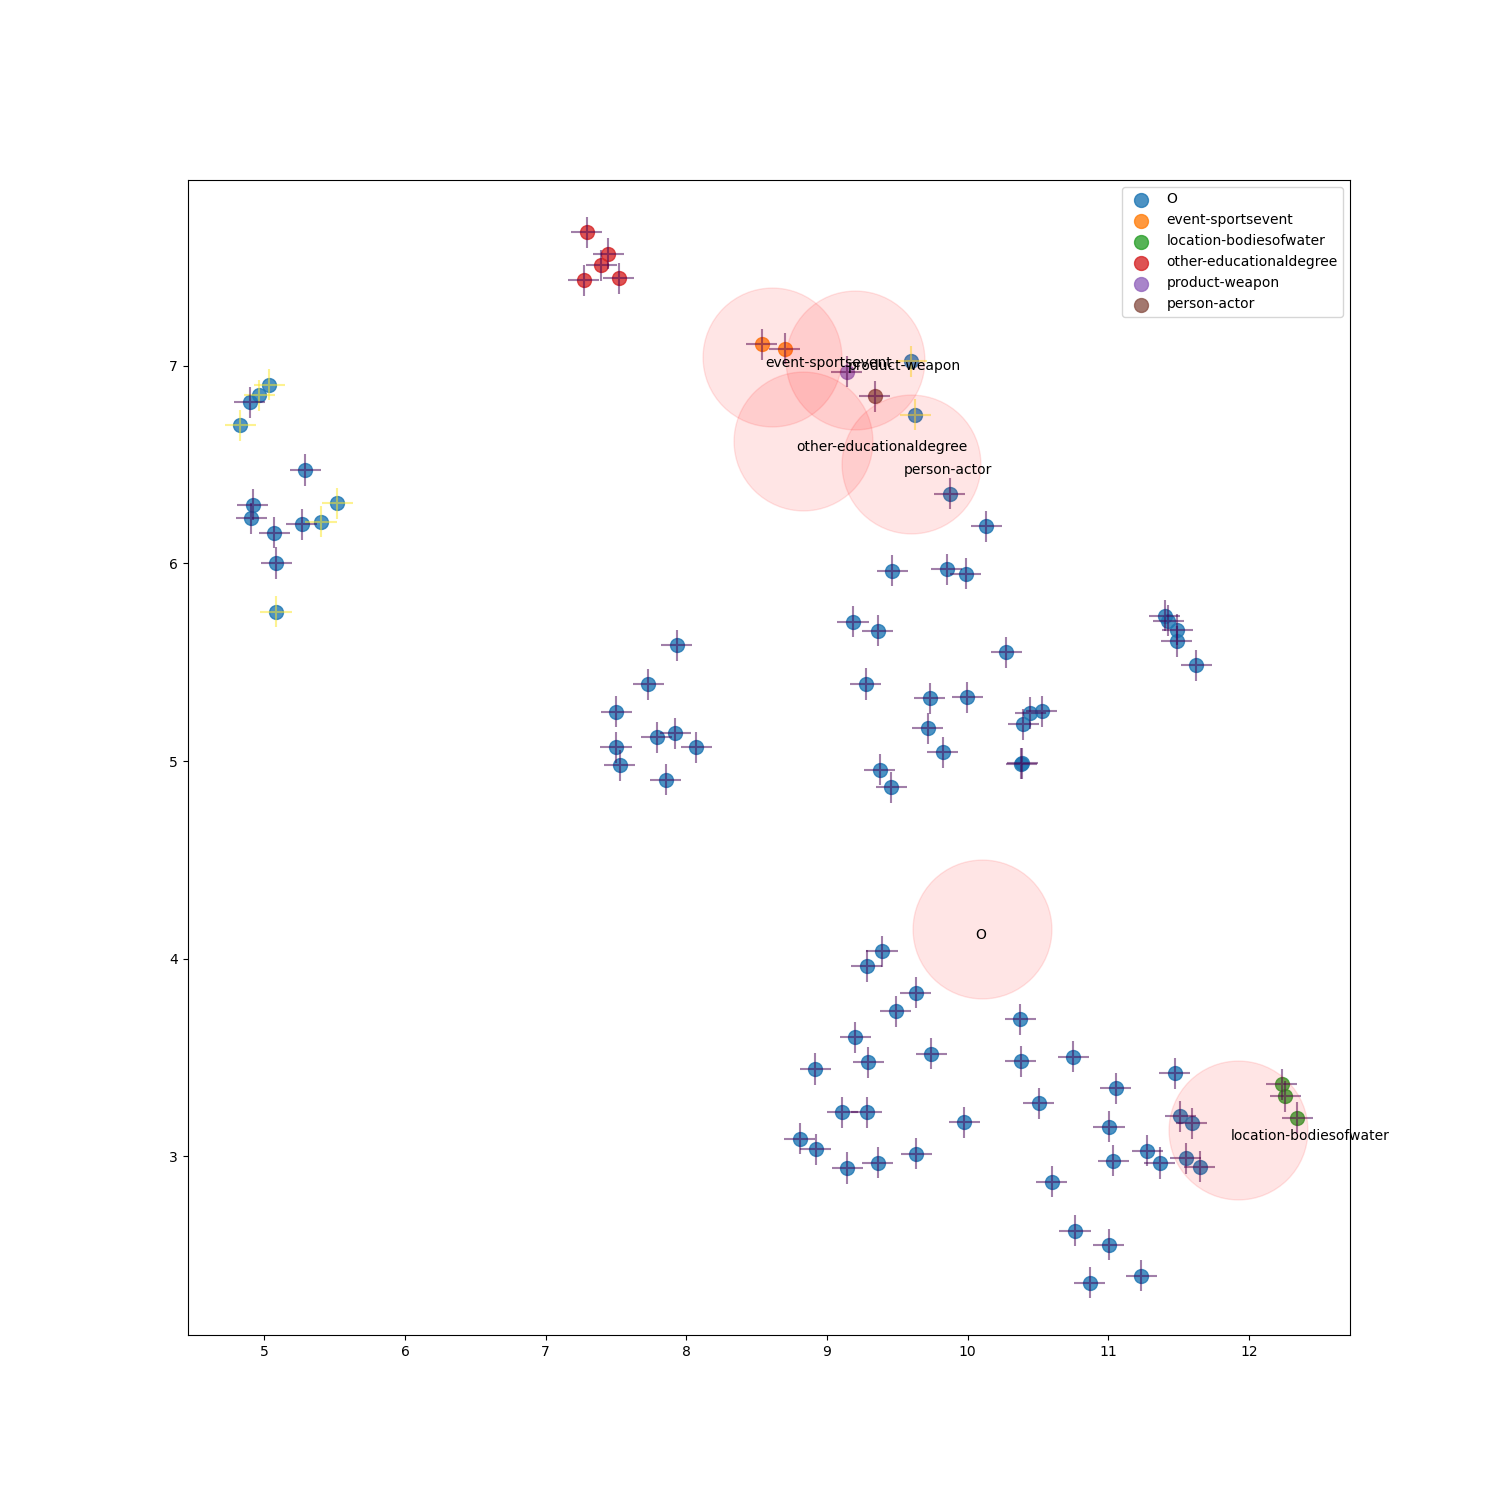 O
event-sportsevent
location-bodiesofwater
other-educationaldegree
product-weapon
person-actor
7
event-sportsevent
product-weapon
other-educationaldegree
person-actor
6
5
O
4
location-bodiesofwater
3
5 6 7 8 9 10 11 12